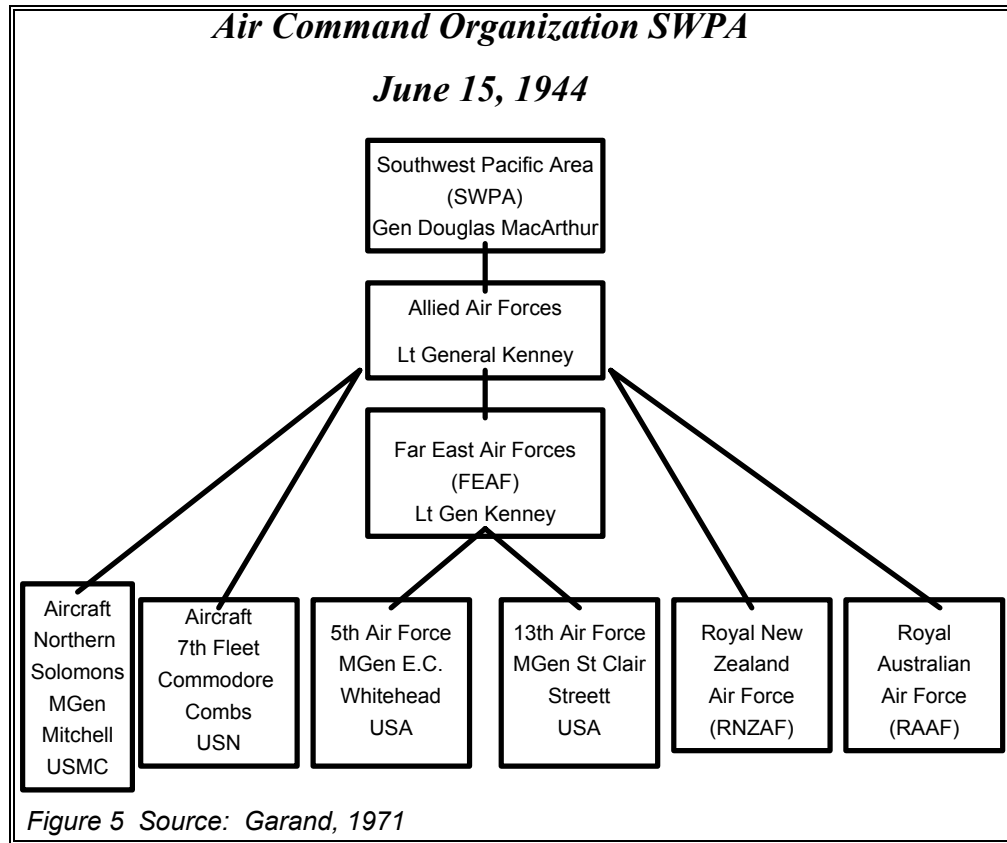 Air Command Organization SWPA
June 15, 1944
Southwest Pacific Area
(SWPA)
Gen Douglas MacArthur
Allied Air Forces
Lt General Kenney
Far East Air Forces
(FEAF)
Lt Gen Kenney
Aircraft
Northern
Solomons
MGen
Mitchell
USMC
Aircraft
7th Fleet
Commodore
Combs
USN
5th Air Force
MGen E.C.
Whitehead
USA
13th Air Force
MGen St Clair
Streett
USA
Royal New
Zealand
Air Force
(RNZAF)
Royal
Australian
Air Force
(RAAF)
Figure 5  Source:  Garand, 1971